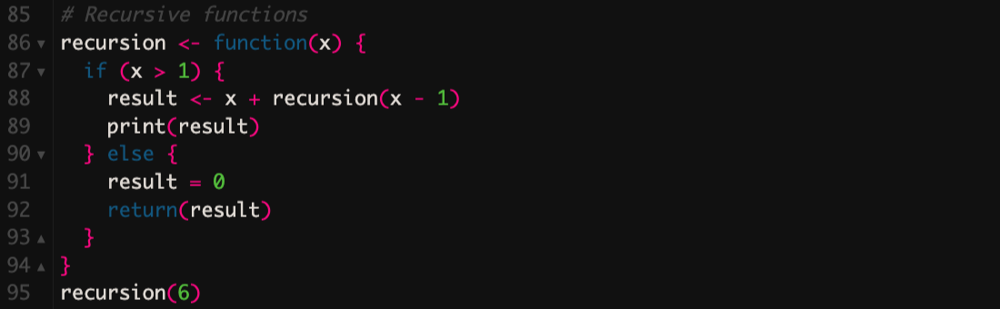 85 # Recursive functions
86 recursion <- function(x) {
87 if (x > 1) {
88 result <- x + recursion(x - 1)
89 print(result)
90 } else {
91 result = 0
92 return(result)
93 }
94 }
95 recursion(6)